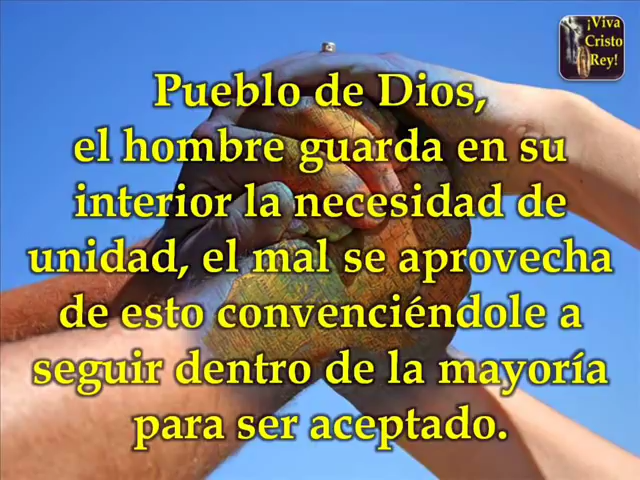 ¡Viva
Cristo
Rey!
Pueblo de Dios,
el hombre guarda en su
interior la necesidad de
unidad, el mal se aprovecha
de esto convenciéndole a
seguir dentro de la mayoría
para ser aceptado.